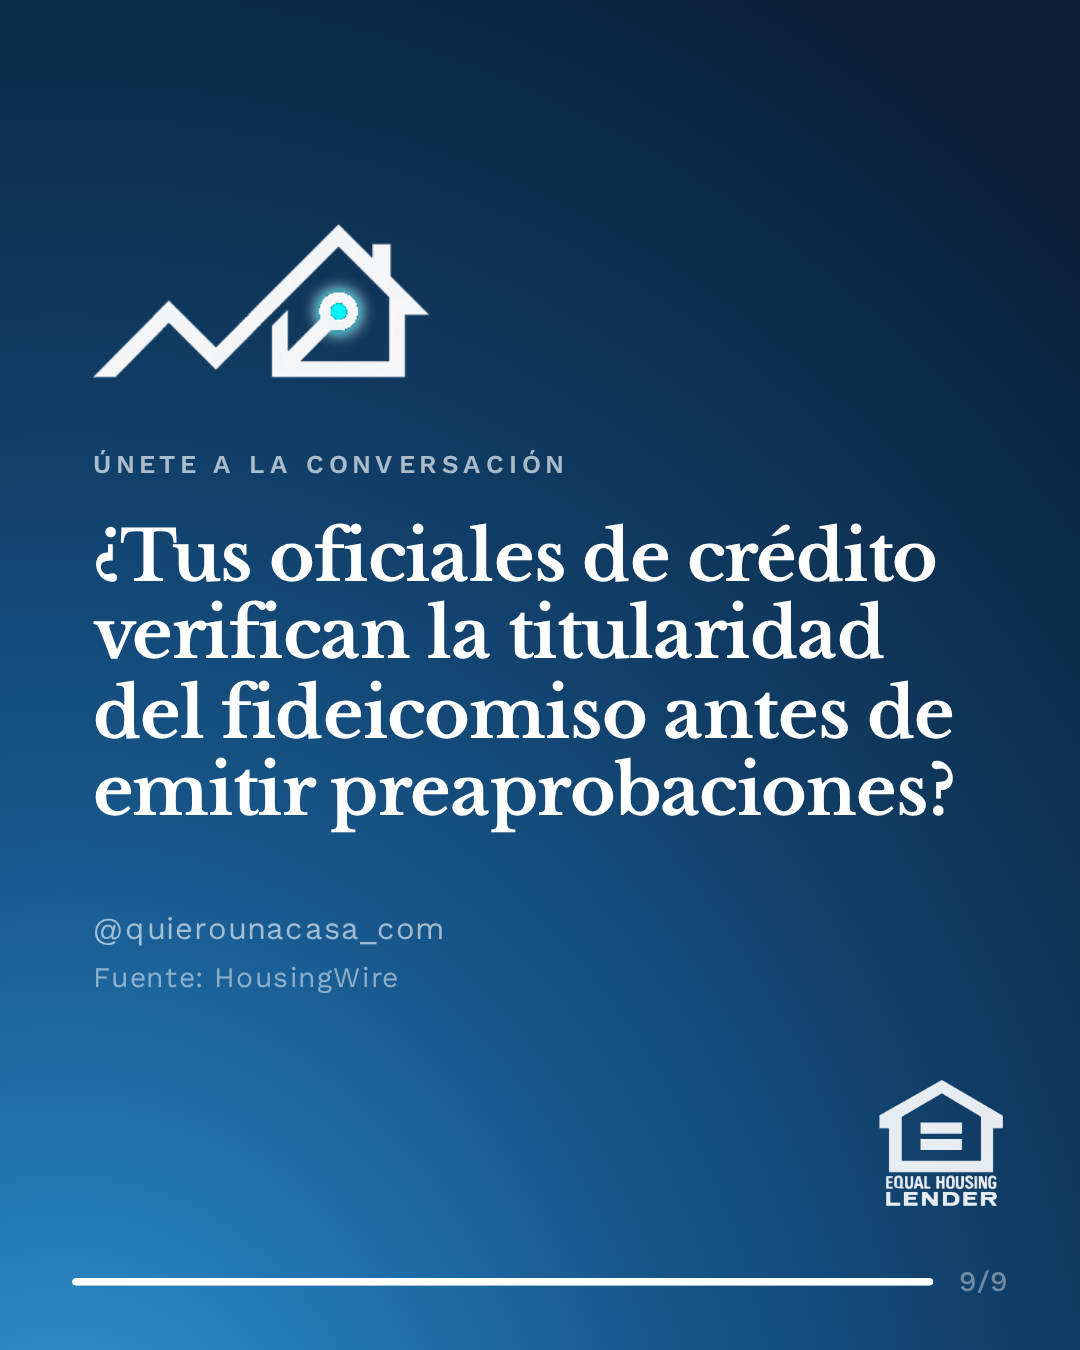 ÚNETE A LA CONVERSACIÓN
¿Tus oficiales de crédito
verifican la titularidad
del fideicomiso antes de
emitir preaprobaciones?
@quierounacasa_com
Fuente: HousingWire
EQUAL HOUSING
LENDER
9/9